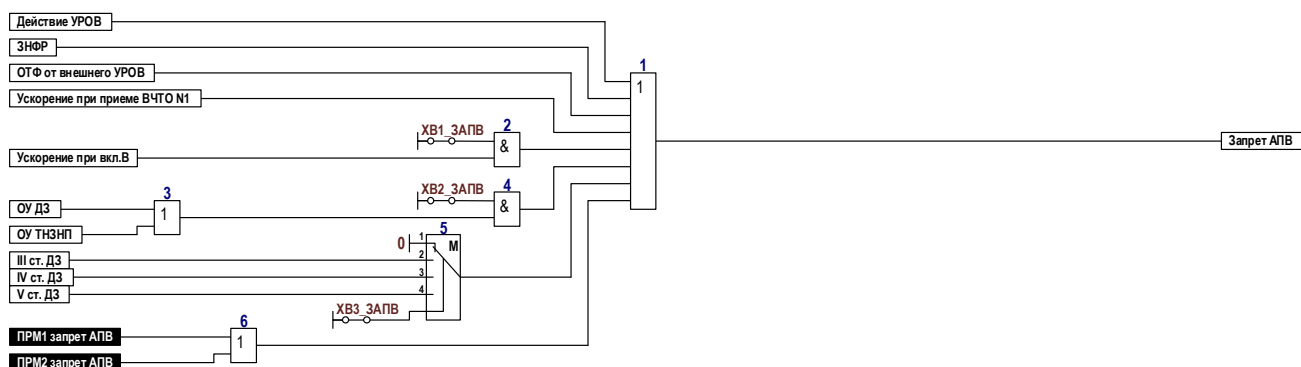 Действие УРОВ
ЗНФР
1
ОТФ от внешнего УРОВ
1
Ускорение при приеме ВЧТО N1
ХВ1_ЗАПВ
2
&
Запрет АПВ
Ускорение при вкл.В
ХВ2_ЗАПВ
4
3
&
ОУ ДЗ
1
ОУ ТНЗНП
5
0
1
М
III ст. ДЗ
2
IV ст. ДЗ
3
V ст. ДЗ
4
ХВ3_ЗАПВ
6
ПРМ1 запрет АПВ
1
ПРМ2 запрет АПВ